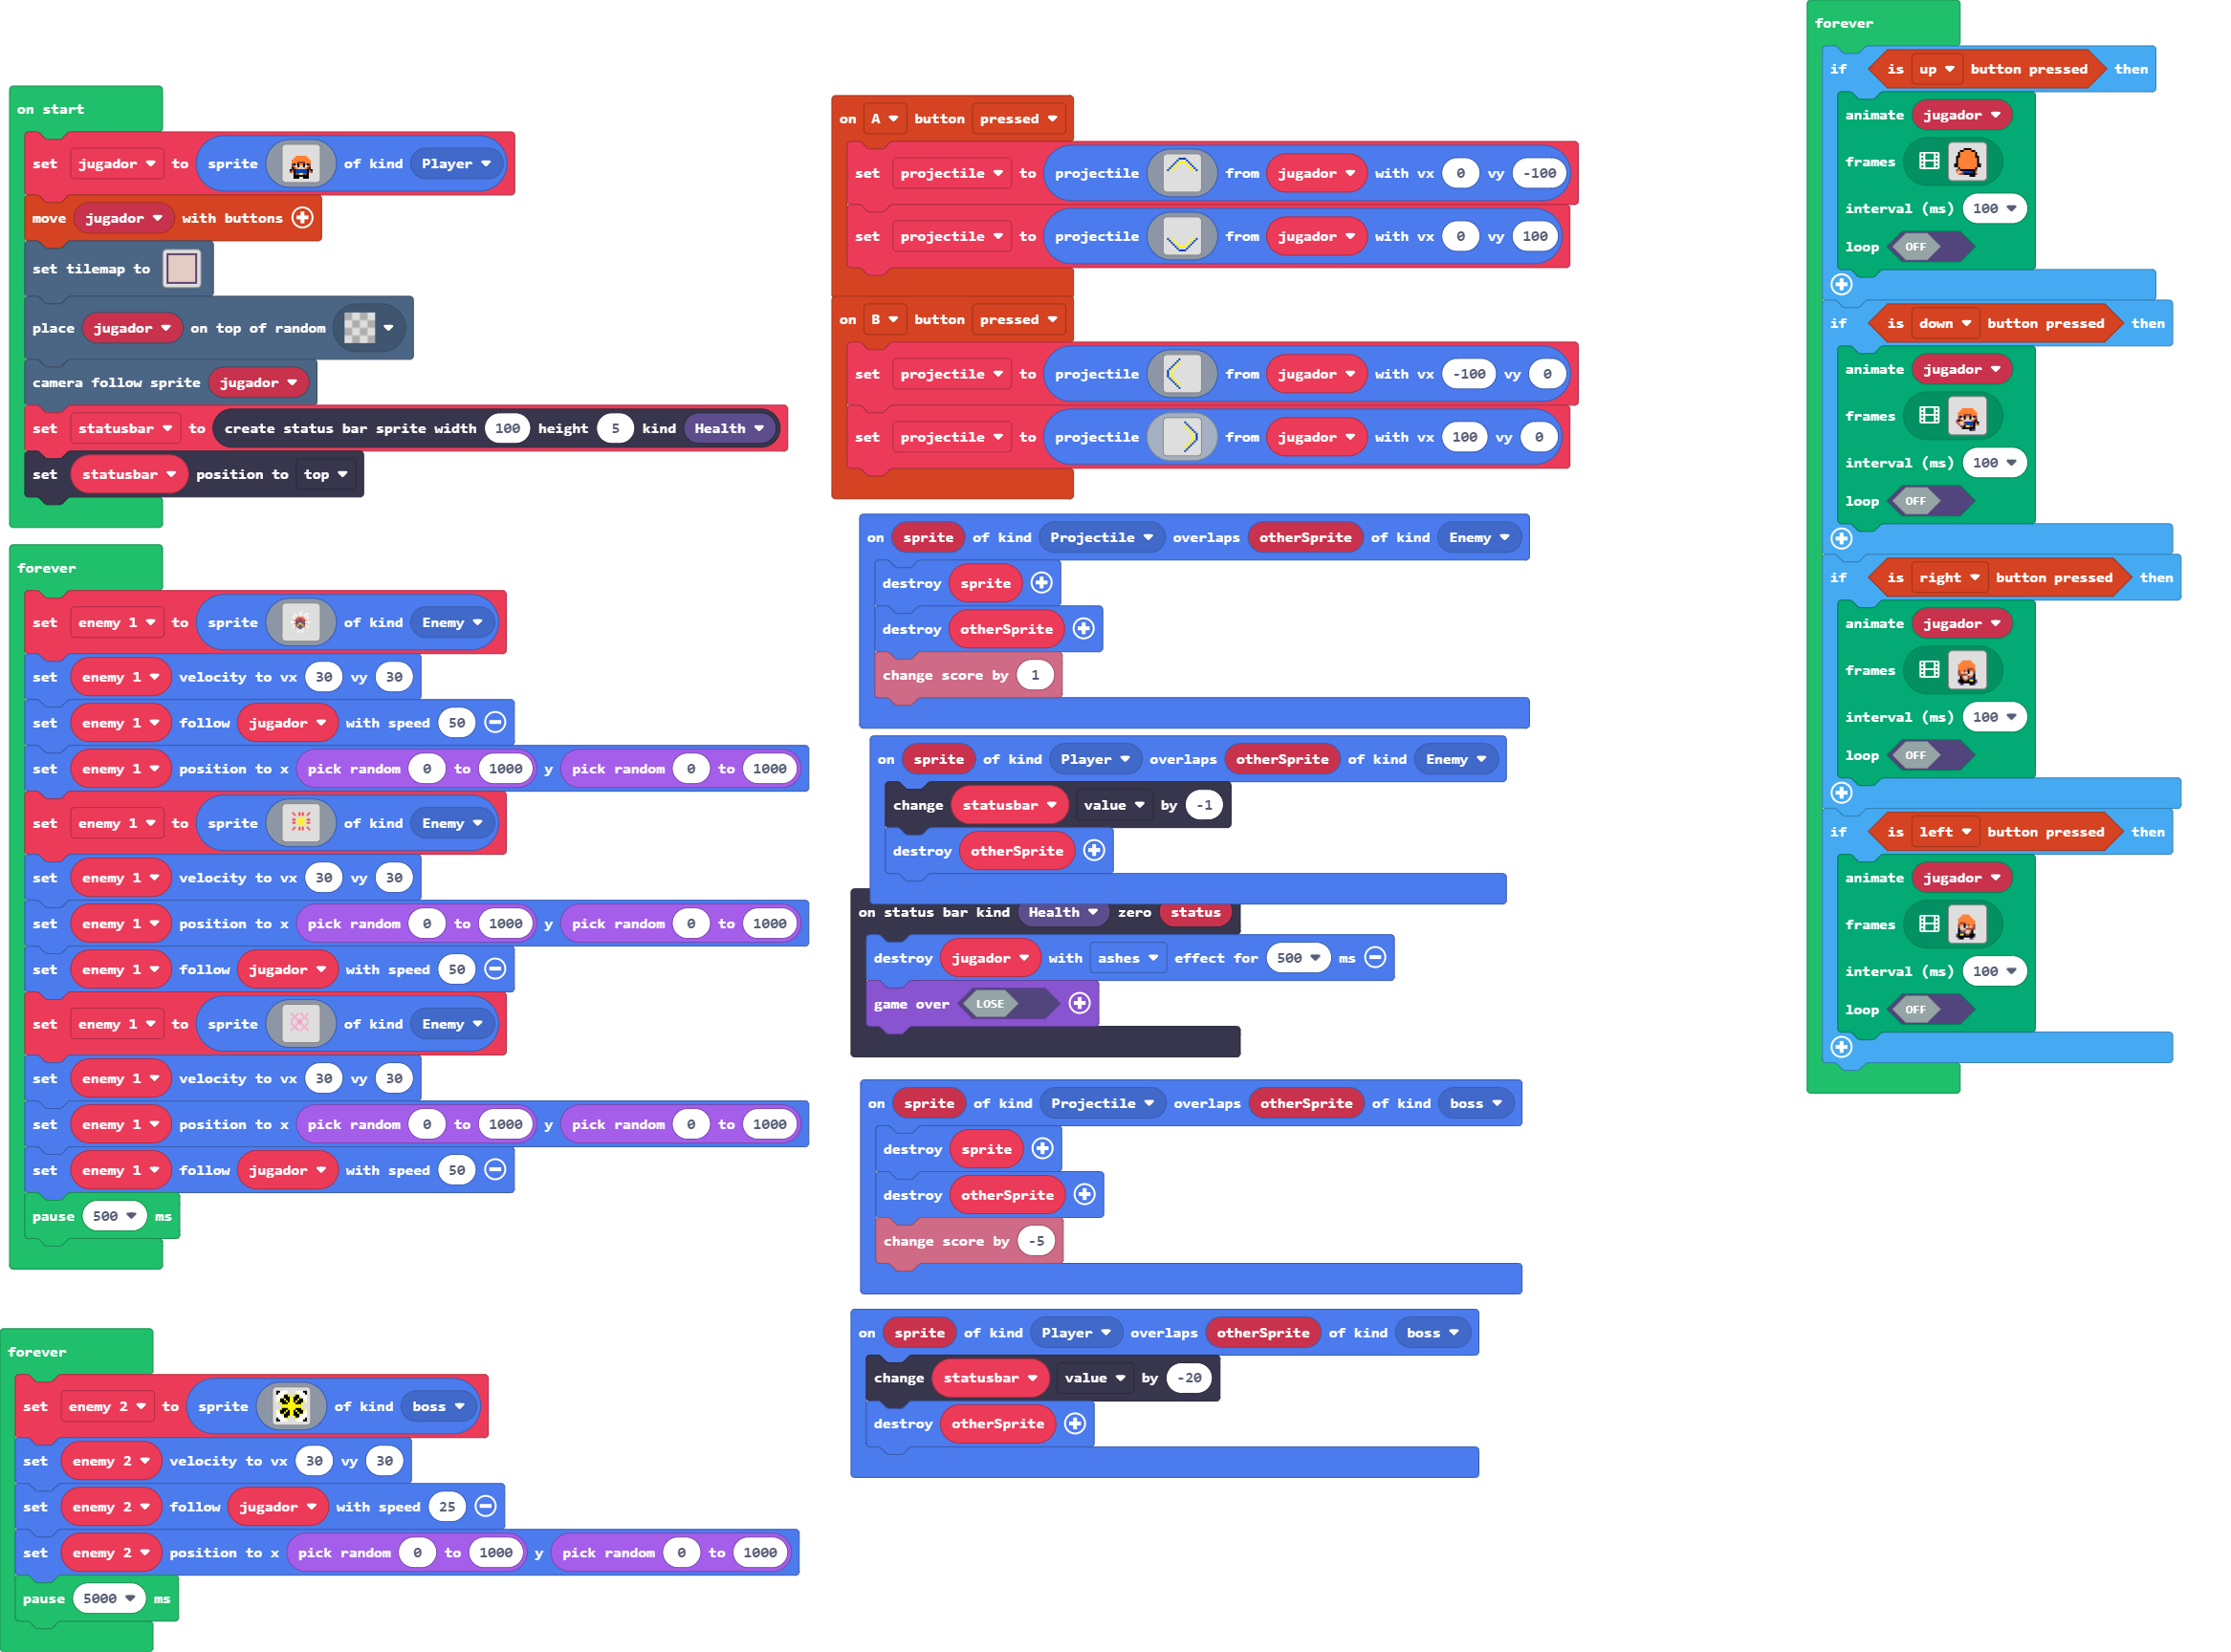 on start
set jugador to sprite of kind Player
move jugador with buttons
set tilemap to
place jugador on top of random
camera follow sprite jugador
set statusbar to create status bar sprite width 100 height 5 kind Health
set statusbar position to top
forever
set enemy 1 to sprite of kind Enemy
set enemy 1 velocity to vx 30 vy 30
set enemy 1 follow jugador with speed 50
set enemy 1 position to x pick random 0 to 1000 y pick random 0 to 1000
set enemy 1 to sprite of kind Enemy
set enemy 1 velocity to vx 30 vy 30
set enemy 1 position to x pick random 0 to 1000 y pick random 0 to 1000
set enemy 1 follow jugador with speed 50
set enemy 1 to sprite of kind Enemy
set enemy 1 velocity to vx 30 vy 30
set enemy 1 position to x pick random 0 to 1000 y pick random 0 to 1000
set enemy 1 follow jugador with speed 50
pause 500 ms
forever
set enemy 2 to sprite of kind boss
set enemy 2 velocity to vx 30 vy 30
set enemy 2 follow jugador with speed 25
set enemy 2 position to x pick random 0 to 1000 y pick random 0 to 1000
pause 5000 ms
on A button pressed
set projectile to projectile from jugador with vx 0 vy -100
set projectile to projectile from jugador with vx 0 vy 100
on B button pressed
set projectile to projectile from jugador with vx -100 vy 0
set projectile to projectile from jugador with vx 100 vy 0
on sprite of kind Projectile overlaps otherSprite of kind Enemy
destroy sprite
destroy otherSprite
change score by 1
on sprite of kind Player overlaps otherSprite of kind Enemy
change statusbar value by -1
destroy otherSprite
on status bar kind Health zero status
destroy jugador with ashes effect for 500 ms
game over LOSE
on sprite of kind Projectile overlaps otherSprite of kind boss
destroy sprite
destroy otherSprite
change score by -5
on sprite of kind Player overlaps otherSprite of kind boss
change statusbar value by -20
destroy otherSprite
forever
if is up button pressed then
animate jugador
frames
interval (ms) 100
loop OFF
if is down button pressed then
animate jugador
frames
interval (ms) 100
loop OFF
if is right button pressed then
animate jugador
frames
interval (ms) 100
loop OFF
if is left button pressed then
animate jugador
frames
interval (ms) 100
loop OFF